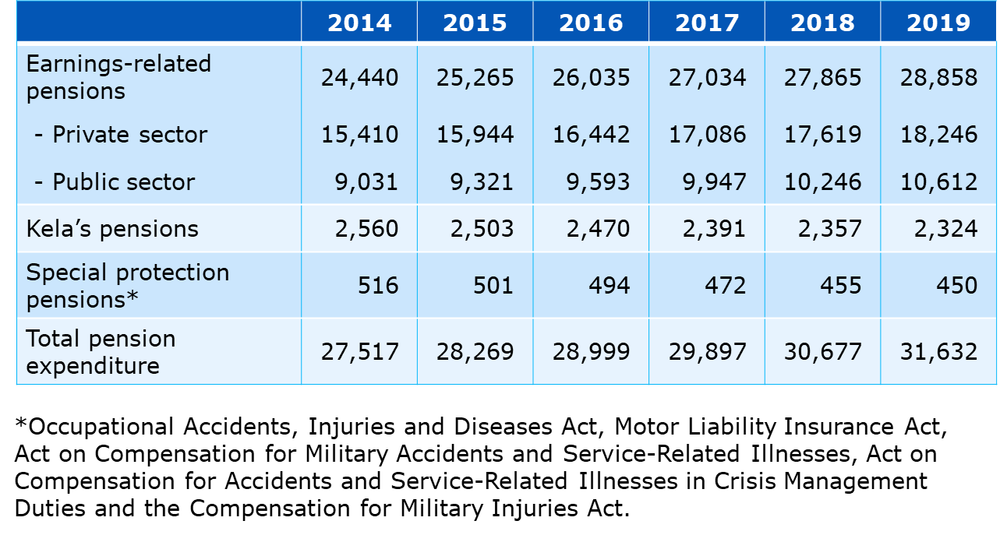 2014 2015 2016 2017 2018 2019
Earnings-related
pensions 24,440 25,265 26,035 27,034 27,865 28,858
- Private sector 15,410 15,944 16,442 17,086 17,619 18,246
- Public sector 9,031 9,321 9,593 9,947 10,246 10,612
Kela’s pensions 2,560 2,503 2,470 2,391 2,357 2,324
Special protection
pensions* 516 501 494 472 455 450
Total pension
expenditure 27,517 28,269 28,999 29,897 30,677 31,632
*Occupational Accidents, Injuries and Diseases Act, Motor Liability Insurance Act,
Act on Compensation for Military Accidents and Service-Related Illnesses, Act on
Compensation for Accidents and Service-Related Illnesses in Crisis Management
Duties and the Compensation for Military Injuries Act.